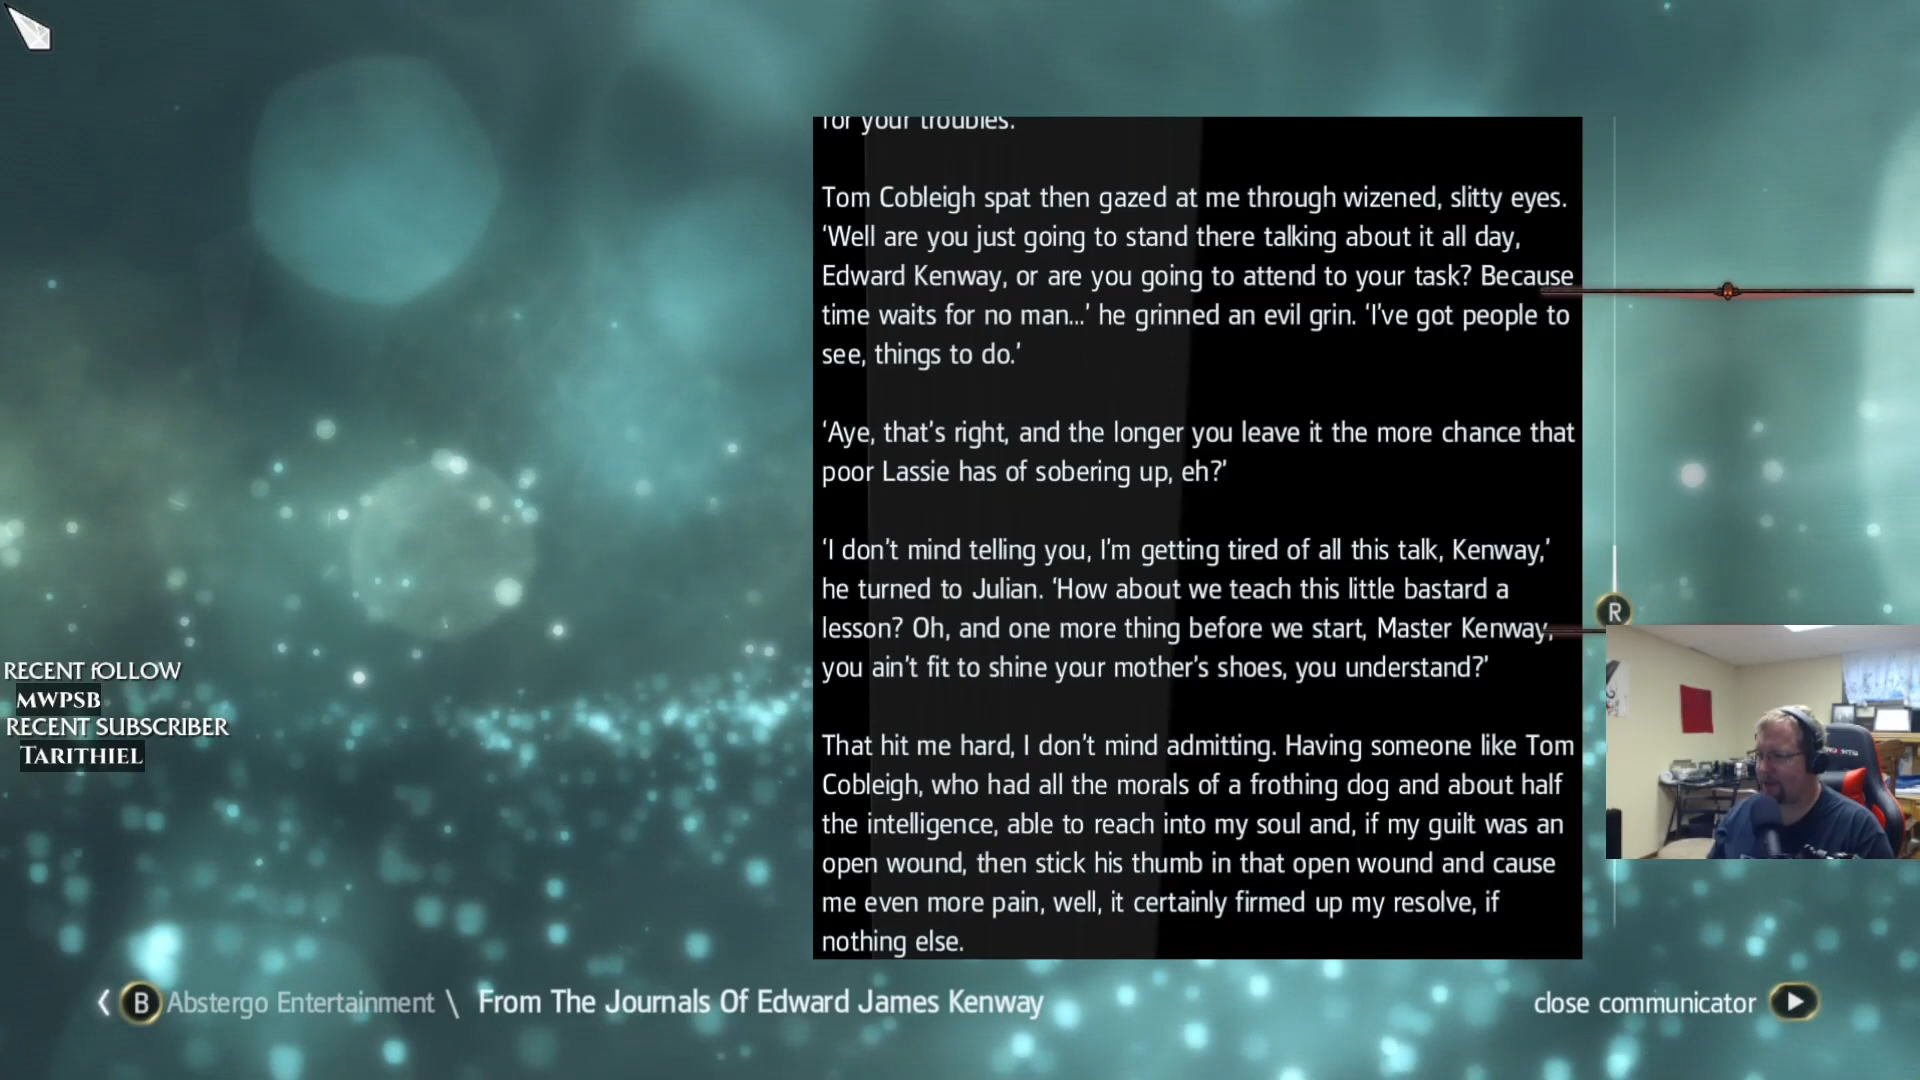 for your troubles.
Tom Cobleigh spat then gazed at me through wizened, slitty eyes.
‘Well are you just going to stand there talking about it all day,
Edward Kenway, or are you going to attend to your task? Because
time waits for no man...’ he grinned an evil grin. ‘I’ve got people to
see, things to do.’
‘Aye, that’s right, and the longer you leave it the more chance that
poor Lassie has of sobering up, eh?’
‘I don’t mind telling you, I’m getting tired of all this talk, Kenway,’
he turned to Julian. ‘How about we teach this little bastard a
lesson? Oh, and one more thing before we start, Master Kenway,
you ain’t fit to shine your mother’s shoes, you understand?’
That hit me hard, I don’t mind admitting. Having someone like Tom
Cobleigh, who had all the morals of a frothing dog and about half
the intelligence, able to reach into my soul and, if my guilt was an
open wound, then stick his thumb in that open wound and cause
me even more pain, well, it certainly firmed up my resolve, if
nothing else.
R
RECENT FOLLOW
MWPSB
RECENT SUBSCRIBER
TARITHIEL
B Abstergo Entertainment \ From The Journals Of Edward James Kenway
close communicator